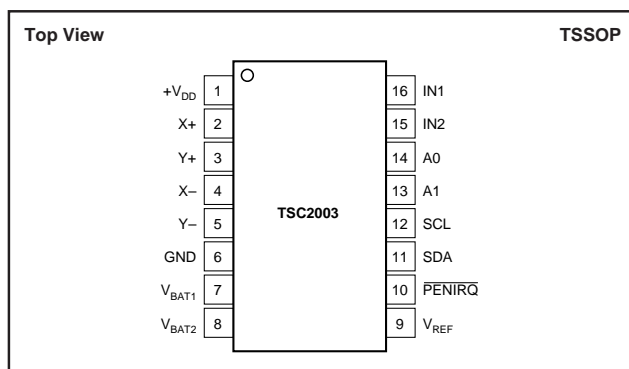 Top View TSSOP
+VDD 1 16 IN1
X+ 2 15 IN2
Y+ 3 14 A0
X– 4 13 A1
TSC2003
Y– 5 12 SCL
GND 6 11 SDA
VBAT1 7 10 PENIRQ
VBAT2 8 9 VREF